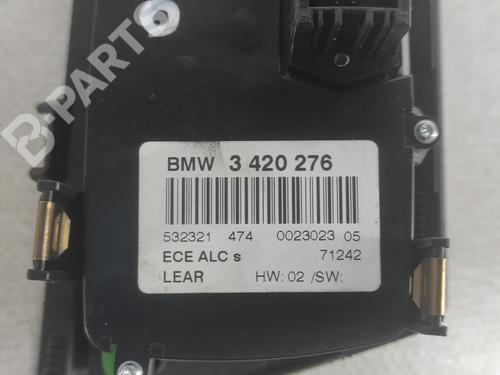 B-PARTS
BMW 3 420 276
532321 474 0023023 05
ECE ALC s 71242
LEAR HW: 02 /SW: